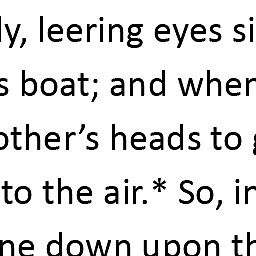 ly, leering eyes si
s boat; and when
other’s heads to g
to the air.* So, in
ne down upon th